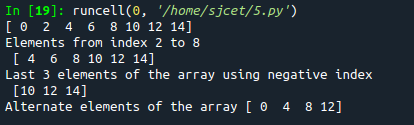 In [19]: runcell(0, '/home/sjcet/5.py')
[ 0  2  4  6  8 10 12 14]
Elements from index 2 to 8
 [ 4  6  8 10 12 14]
Last 3 elements of the array using negative index
 [10 12 14]
Alternate elements of the array [ 0  4  8 12]